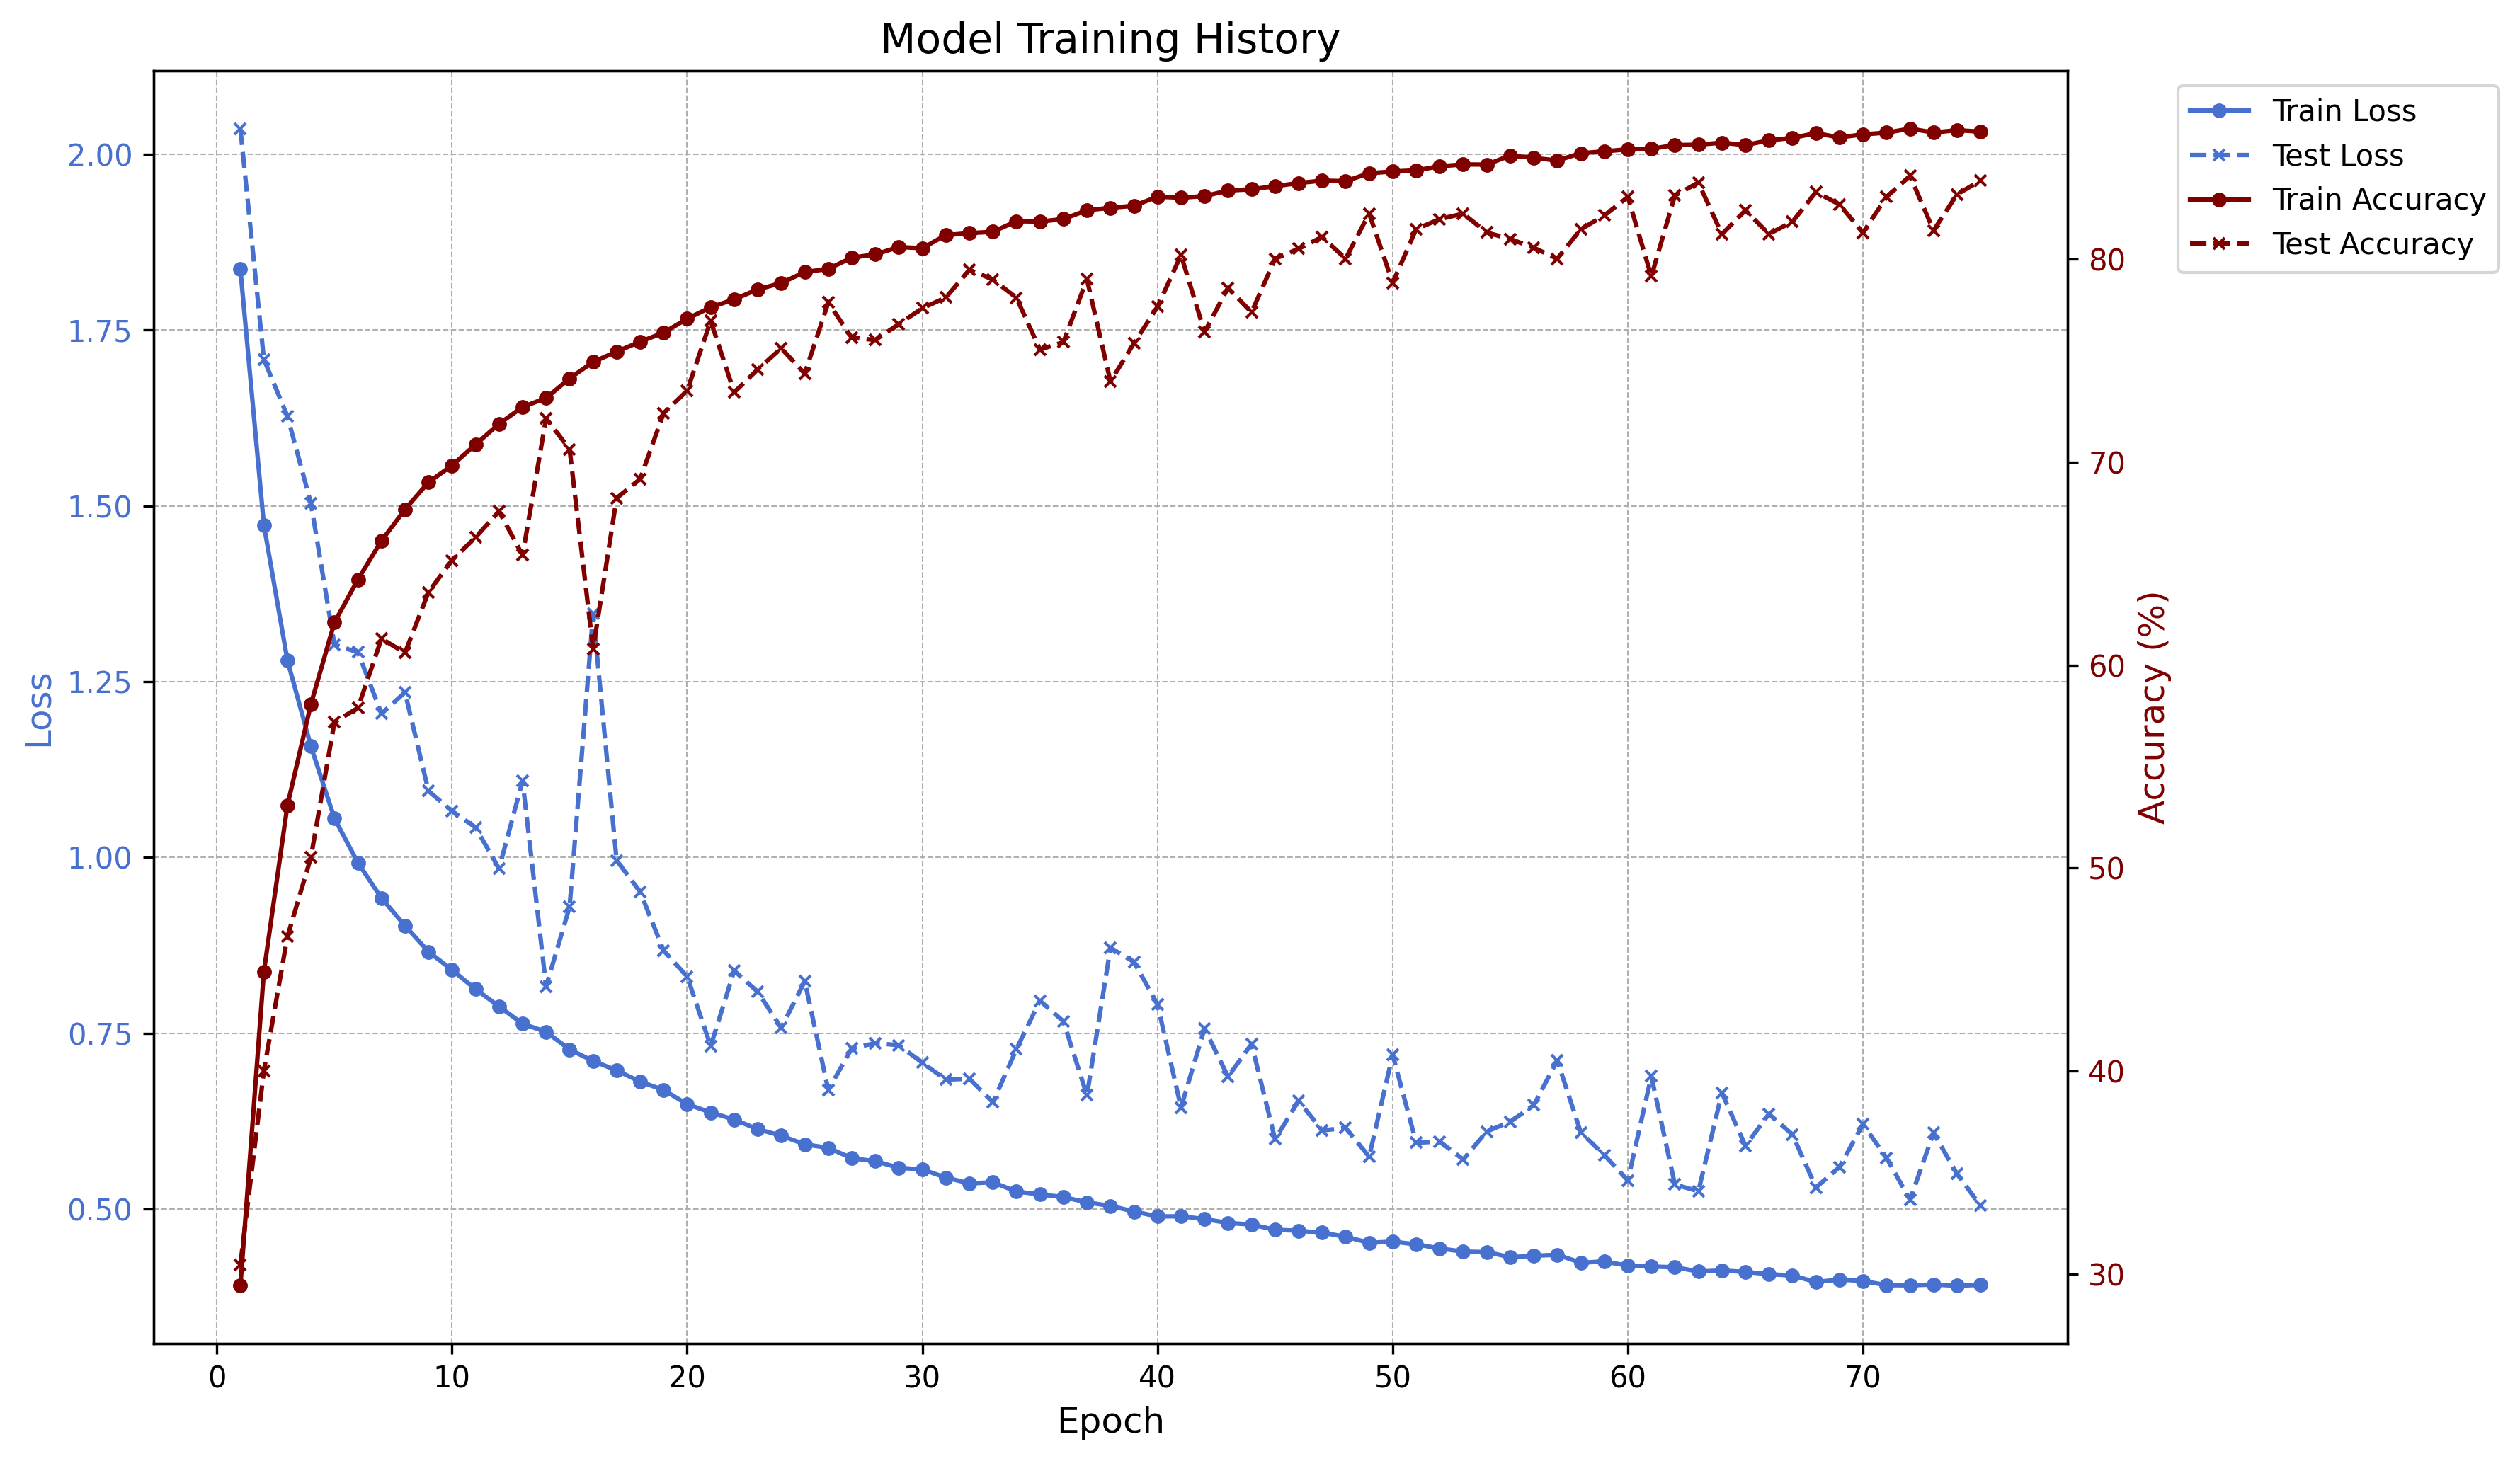 Model Training History
Loss
2.00
1.75
1.50
1.25
1.00
0.75
0.50
0 10 20 30 40 50 60 70
Epoch
80
70
60
50
40
30
Accuracy (%)
Train Loss
Test Loss
Train Accuracy
Test Accuracy